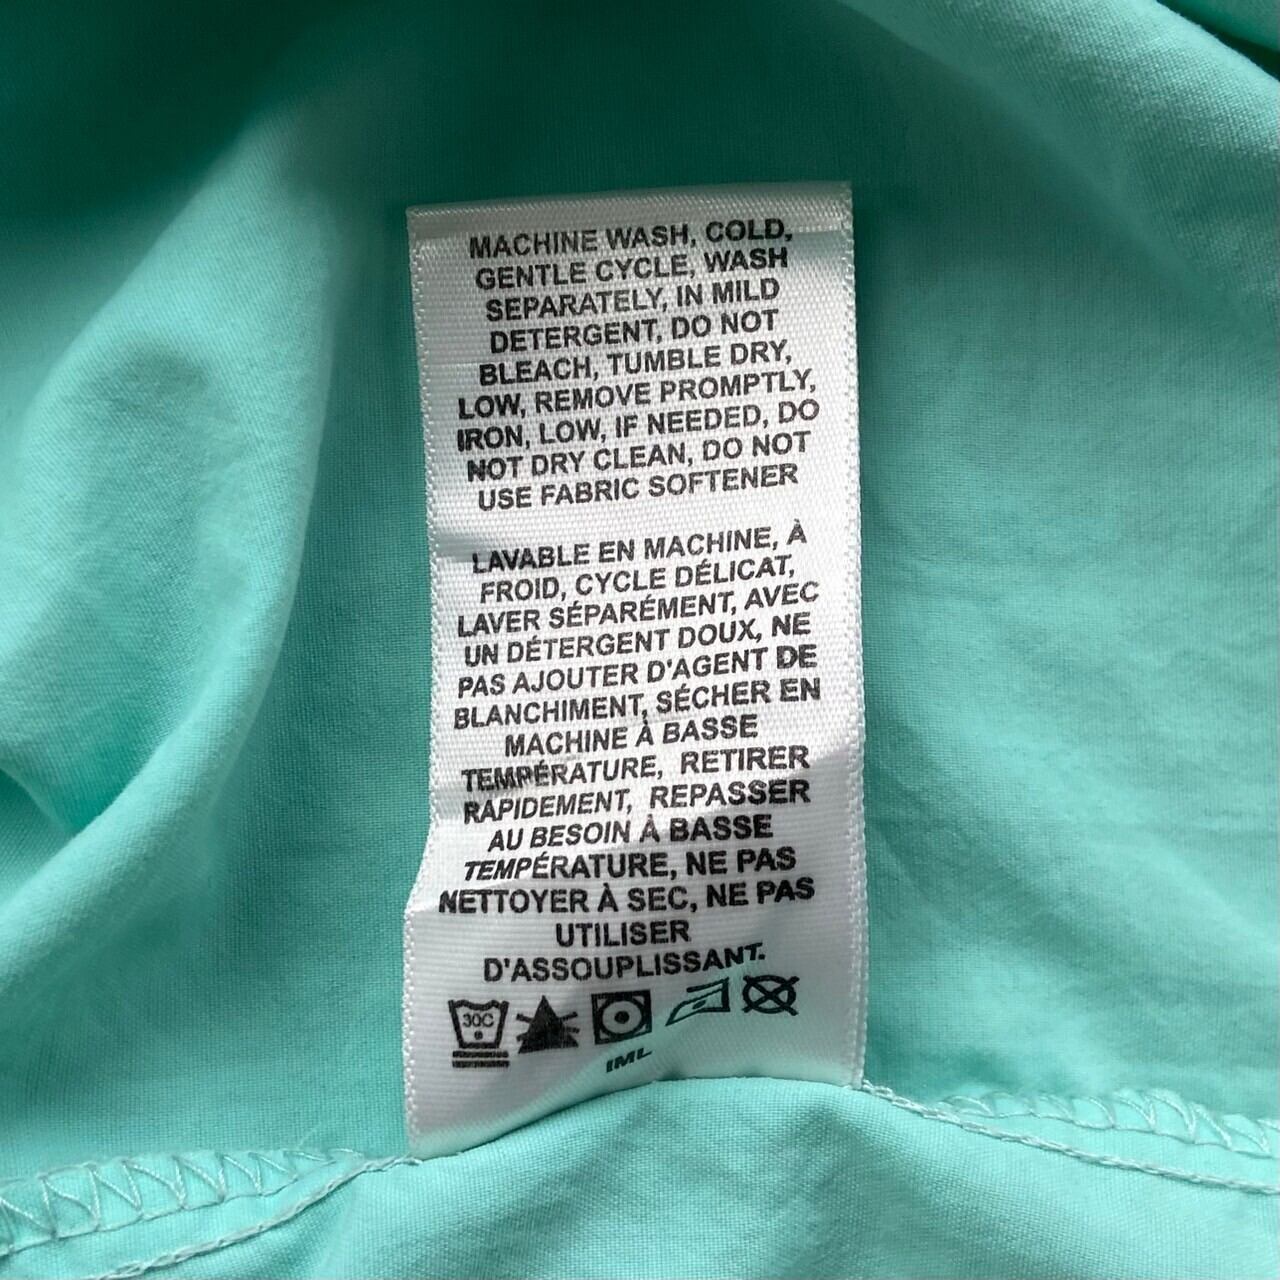 MACHINE WASH, COLD,
GENTLE CYCLE, WASH
SEPARATELY, IN MILD
DETERGENT, DO NOT
BLEACH, TUMBLE DRY,
LOW, REMOVE PROMPTLY,
IRON, LOW, IF NEEDED, DO
NOT DRY CLEAN, DO NOT
USE FABRIC SOFTENER
LAVABLE EN MACHINE, À
FROID, CYCLE DÉLICAT,
LAVER SÉPARÉMENT, AVEC
UN DÉTERGENT DOUX, NE
PAS AJOUTER D'AGENT DE
BLANCHIMENT, SÉCHER EN
MACHINE À BASSE
TEMPÉRATURE, RETIRER
RAPIDEMENT, REPASSER
AU BESOIN À BASSE
TEMPÉRATURE, NE PAS
NETTOYER À SEC, NE PAS
UTILISER
D'ASSOUPLISSANT.
30C
IML